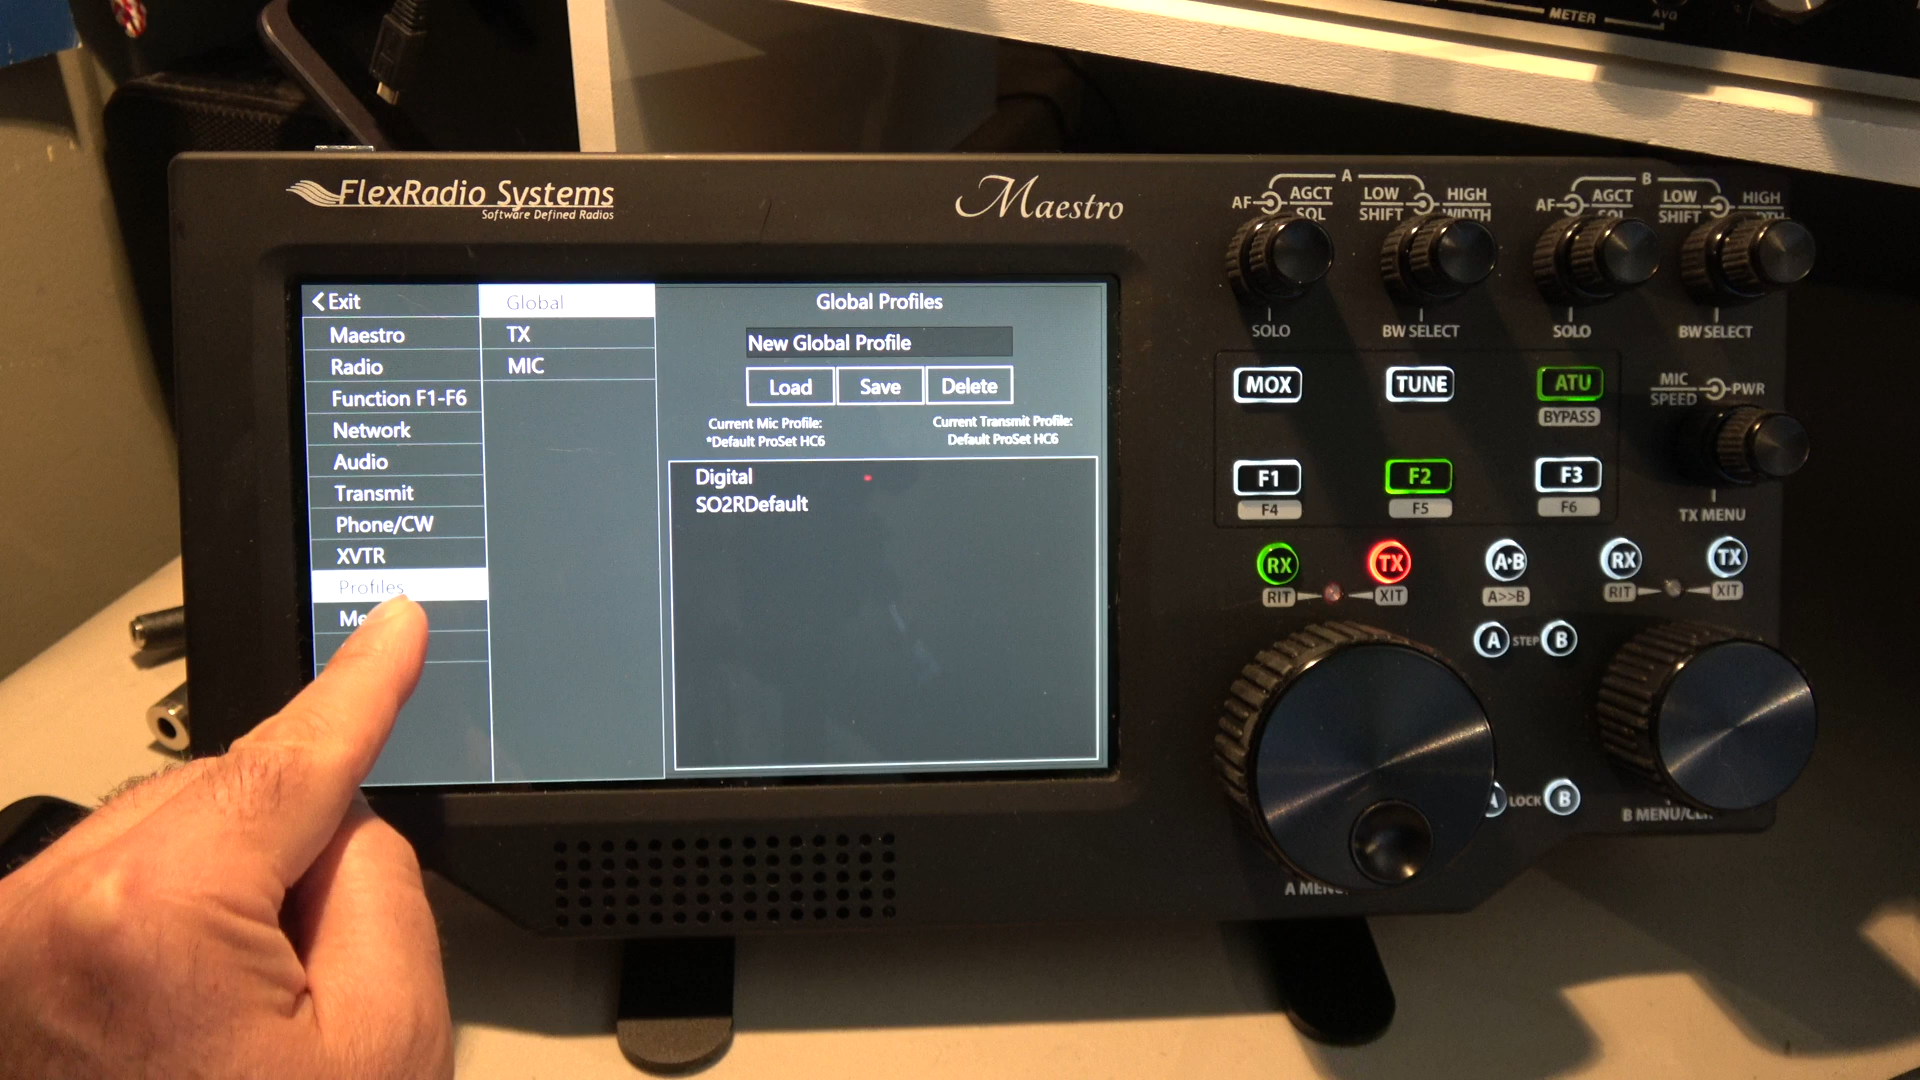 METER
AVG
FlexRadio Systems
Software Defined Radios
Maestro
A
AF AGCT SQL
LOW SHIFT HIGH WIDTH
B
AF AGCT
LOW SHIFT HIGH
SOLO
BW SELECT
SOLO
BW SELECT
Exit
Maestro
Radio
Function F1-F6
Network
Audio
Transmit
Phone/CW
XVTR
Profiles
Global
TX
MIC
Global Profiles
New Global Profile
Load Save Delete
Current Mic Profile:
*Default ProSet HC6
Current Transmit Profile:
Default ProSet HC6
Digital
SO2RDefault
MOX
TUNE
ATU
BYPASS
MIC SPEED PWR
TX MENU
F1
F4
F2
F5
F3
F6
RX
TX
RIT
XIT
A▸B
A>>B
RX
TX
RIT
XIT
A STEP B
A LOCK B
A MENU
B MENU/